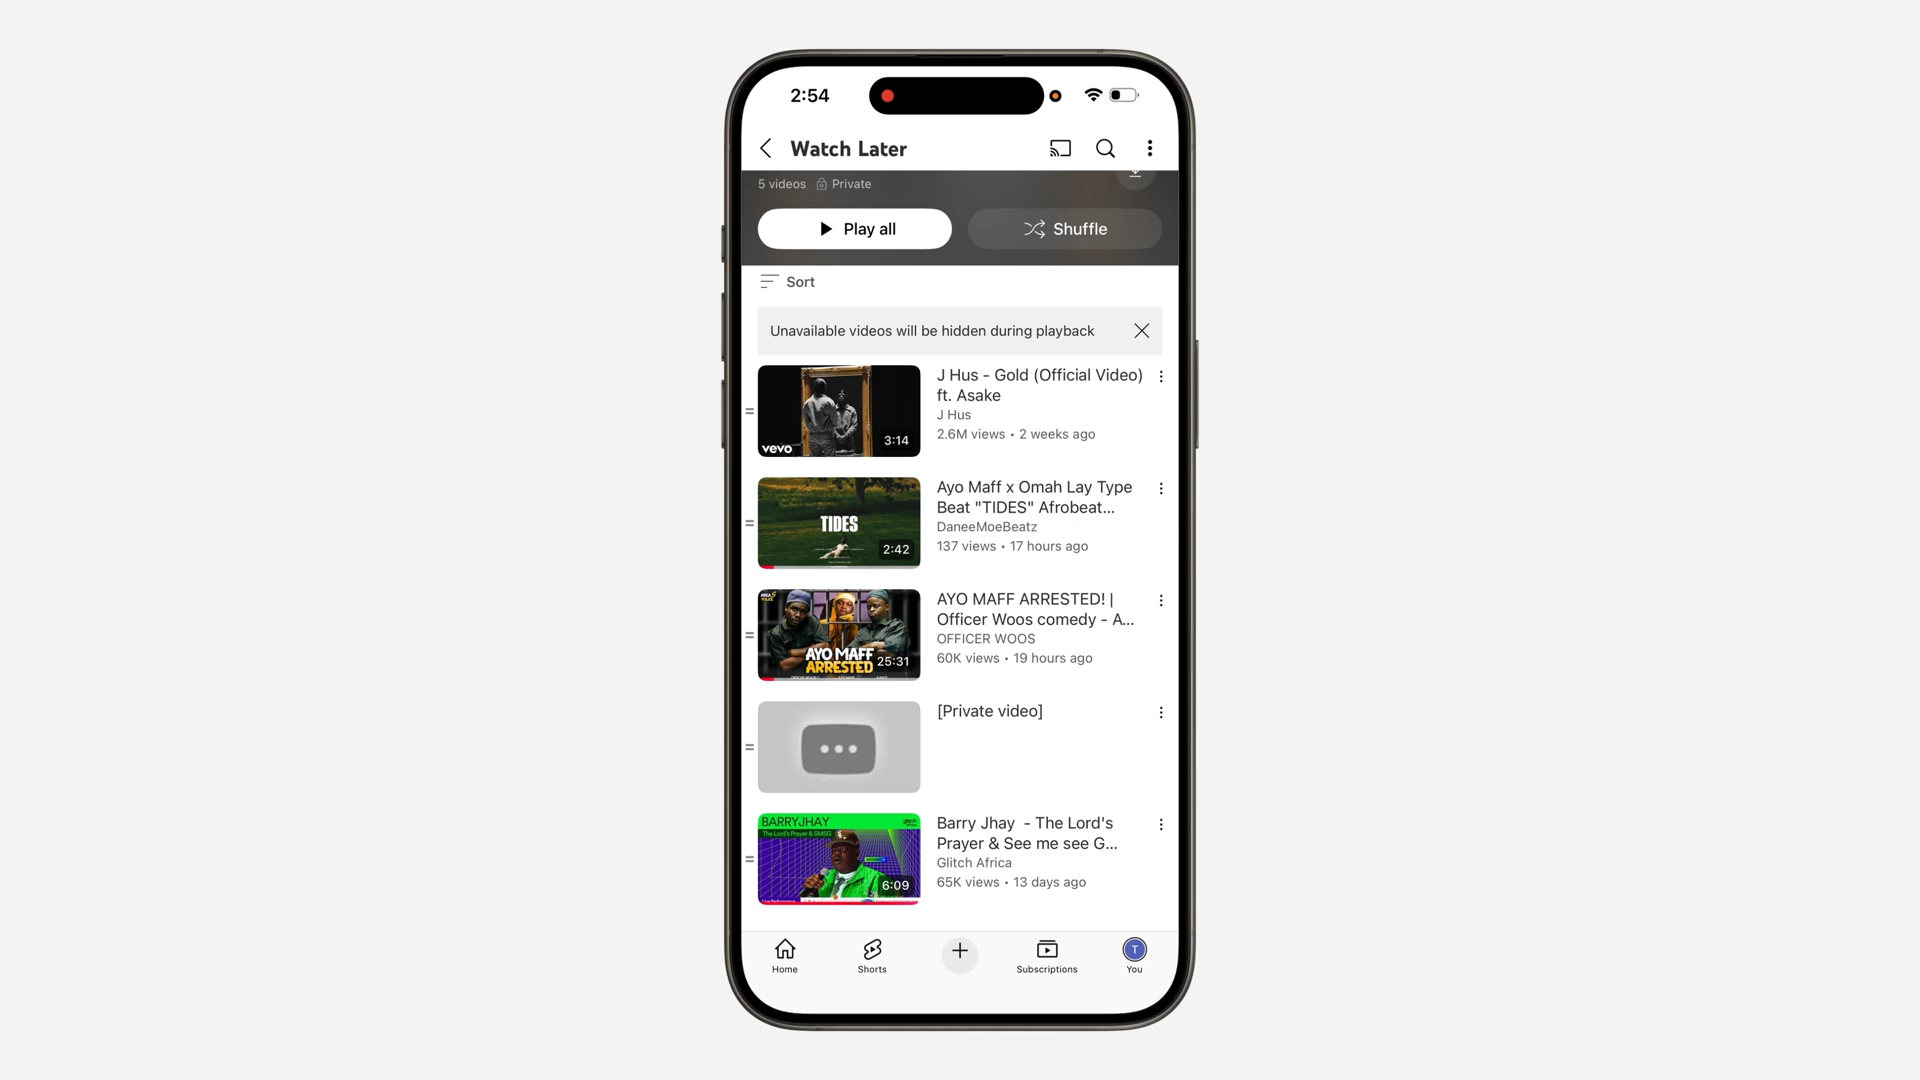 2:54
Watch Later
5 videos Private
Play all
Shuffle
Sort
Unavailable videos will be hidden during playback
vevo
3:14
J Hus - Gold (Official Video)
ft. Asake
J Hus
2.6M views • 2 weeks ago
TIDES
2:42
Ayo Maff x Omah Lay Type
Beat "TIDES" Afrobeat...
DaneeMoeBeatz
137 views • 17 hours ago
AYO MAFF
ARRESTED
25:31
AYO MAFF ARRESTED! |
Officer Woos comedy - A...
OFFICER WOOS
60K views • 19 hours ago
[Private video]
BARRYJHAY
The Lord's Prayer & SMSG
6:09
Barry Jhay  - The Lord's
Prayer & See me see G...
Glitch Africa
65K views • 13 days ago
Home
Shorts
Subscriptions
T
You